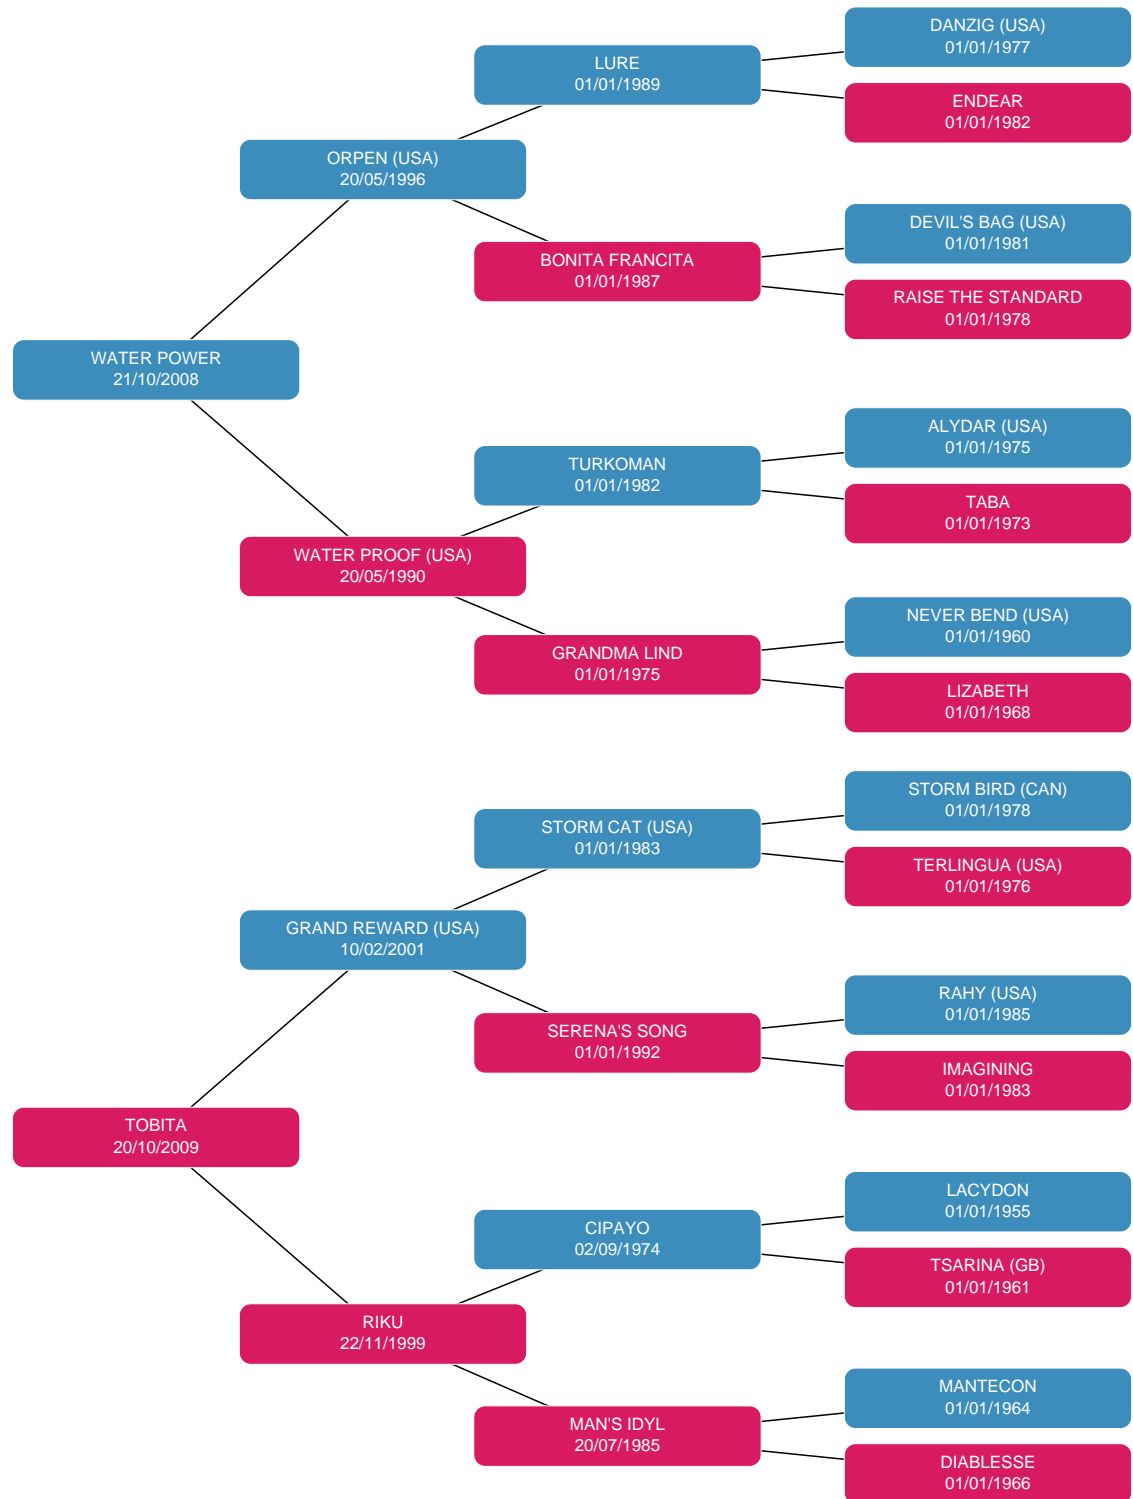 DANZIG (USA)
01/01/1977
LURE
01/01/1989
ENDEAR
01/01/1982
ORPEN (USA)
20/05/1996
DEVIL'S BAG (USA)
01/01/1981
BONITA FRANCITA
01/01/1987
RAISE THE STANDARD
01/01/1978
WATER POWER
21/10/2008
ALYDAR (USA)
01/01/1975
TURKOMAN
01/01/1982
TABA
01/01/1973
WATER PROOF (USA)
20/05/1990
NEVER BEND (USA)
01/01/1960
GRANDMA LIND
01/01/1975
LIZABETH
01/01/1968
STORM BIRD (CAN)
01/01/1978
STORM CAT (USA)
01/01/1983
TERLINGUA (USA)
01/01/1976
GRAND REWARD (USA)
10/02/2001
RAHY (USA)
01/01/1985
SERENA'S SONG
01/01/1992
IMAGINING
01/01/1983
TOBITA
20/10/2009
LACYDON
01/01/1955
CIPAYO
02/09/1974
TSARINA (GB)
01/01/1961
RIKU
22/11/1999
MANTECON
01/01/1964
MAN'S IDYL
20/07/1985
DIABLESSE
01/01/1966